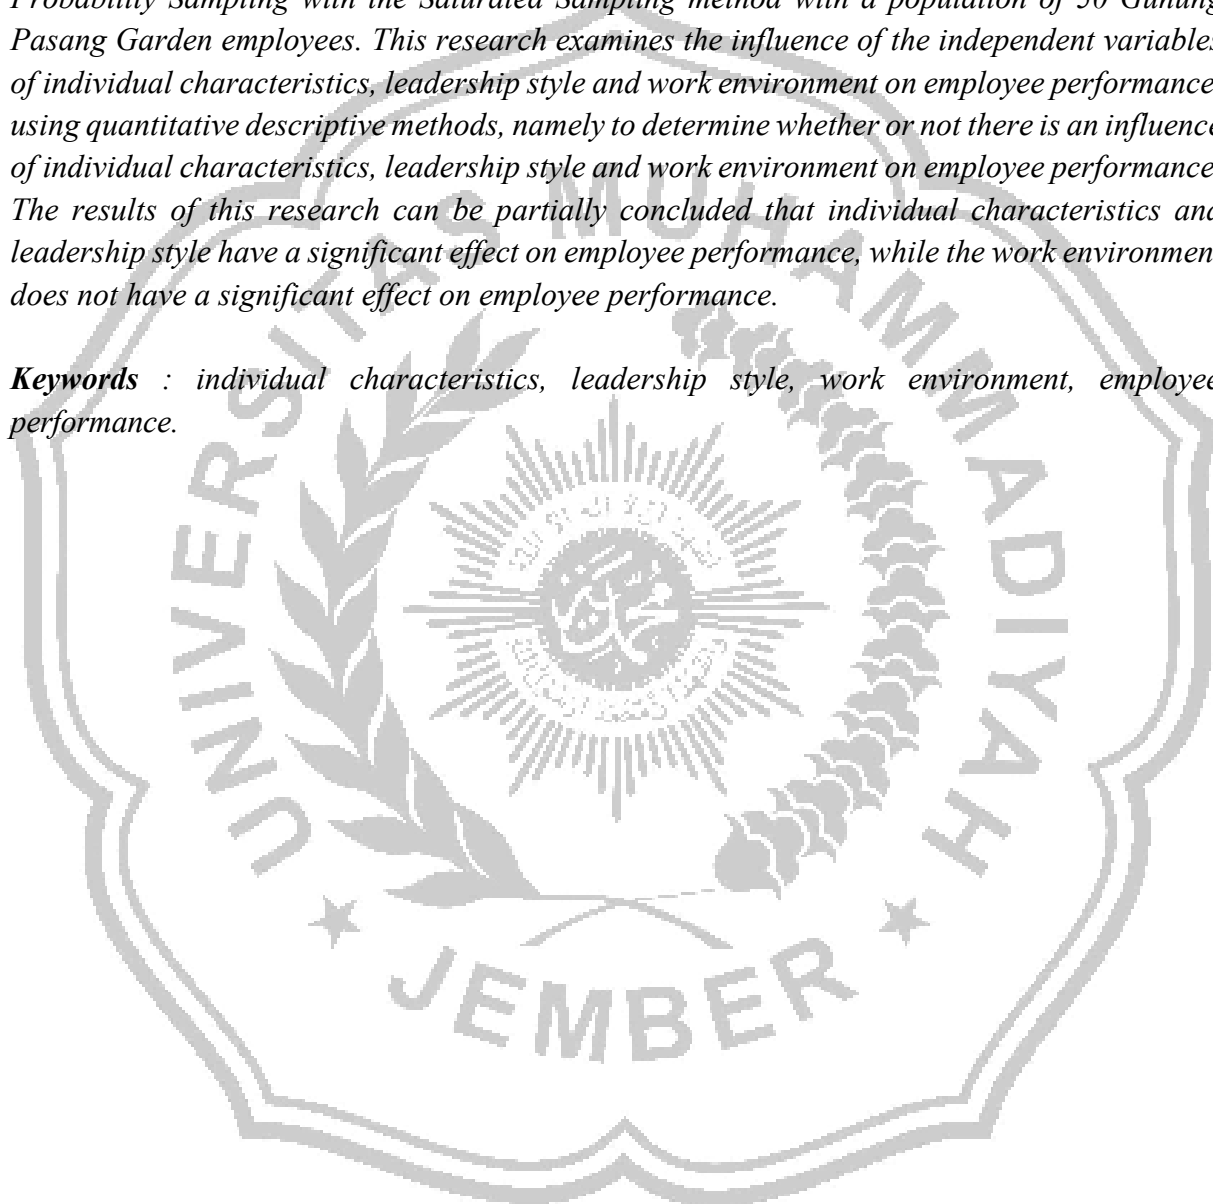 Probability Sampling with the Saturated Sampling method with a population of 50 Gunung
Pasang Garden employees. This research examines the influence of the independent variables
of individual characteristics, leadership style and work environment on employee performance
using quantitative descriptive methods, namely to determine whether or not there is an influence
of individual characteristics, leadership style and work environment on employee performance
The results of this research can be partially concluded that individual characteristics and
leadership style have a significant effect on employee performance, while the work environmen
does not have a significant effect on employee performance.
Keywords : individual characteristics, leadership style, work environment, employee
performance.
UNIVERSITAS MUHAMMADIYAH
JEMBER